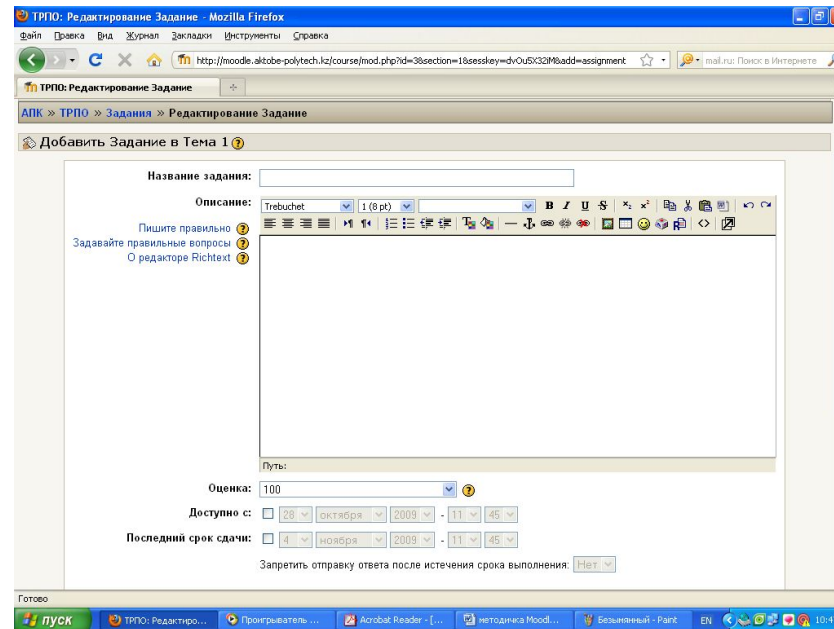 ТРПО: Редактирование Задание - Mozilla Firefox
Файл Правка Вид Журнал Закладки Инструменты Справка
http://moodle.aktobe-polytech.kz/course/mod.php?id=3&section=1&sesskey=dvOu5X32iM&add=assignment mail.ru: Поиск в Интернете
ТРПО: Редактирование Задание
АПК » ТРПО » Задания » Редактирование Задание
Добавить Задание в Тема 1
Название задания:
Описание:
Trebuchet 1 (8 pt)
Пишите правильно
Задавайте правильные вопросы
О редакторе Richtext
Путь:
Оценка: 100
Доступно с: 28 октября 2009 - 11 45
Последний срок сдачи: 4 ноября 2009 - 11 45
Запретить отправку ответа после истечения срока выполнения: Нет
Готово
пуск ТРПО: Редактиро... Проигрыватель ... Acrobat Reader - [... методичка Moodl... Безымянный - Paint EN